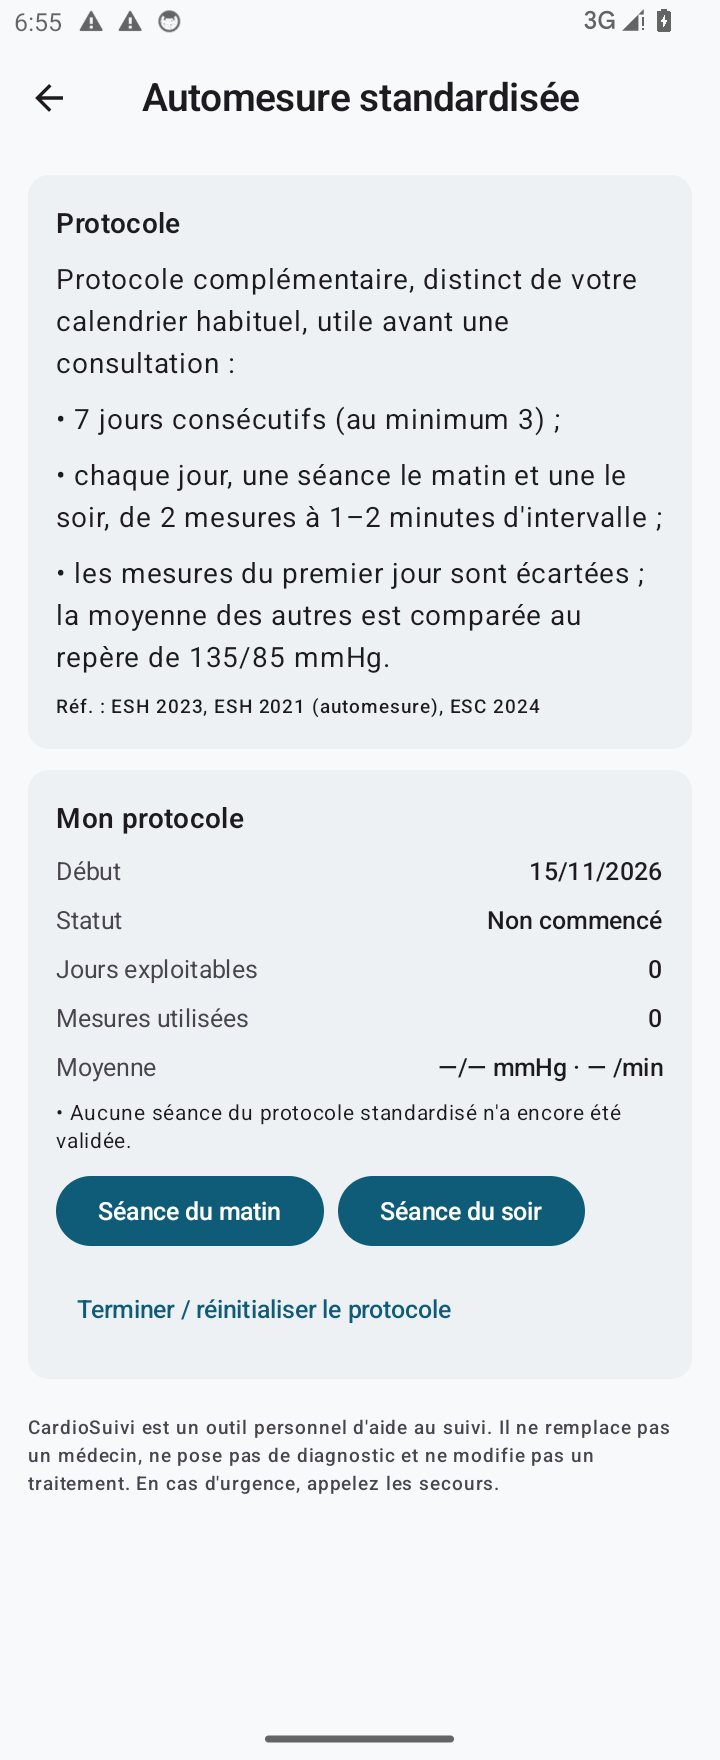 6:55
3G
Automesure standardisée
Protocole
Protocole complémentaire, distinct de votre
calendrier habituel, utile avant une
consultation :
• 7 jours consécutifs (au minimum 3) ;
• chaque jour, une séance le matin et une le
soir, de 2 mesures à 1–2 minutes d'intervalle ;
• les mesures du premier jour sont écartées ;
la moyenne des autres est comparée au
repère de 135/85 mmHg.
Réf. : ESH 2023, ESH 2021 (automesure), ESC 2024
Mon protocole
Début 15/11/2026
Statut Non commencé
Jours exploitables 0
Mesures utilisées 0
Moyenne —/— mmHg · — /min
• Aucune séance du protocole standardisé n'a encore été
validée.
Séance du matin Séance du soir
Terminer / réinitialiser le protocole
CardioSuivi est un outil personnel d'aide au suivi. Il ne remplace pas
un médecin, ne pose pas de diagnostic et ne modifie pas un
traitement. En cas d'urgence, appelez les secours.